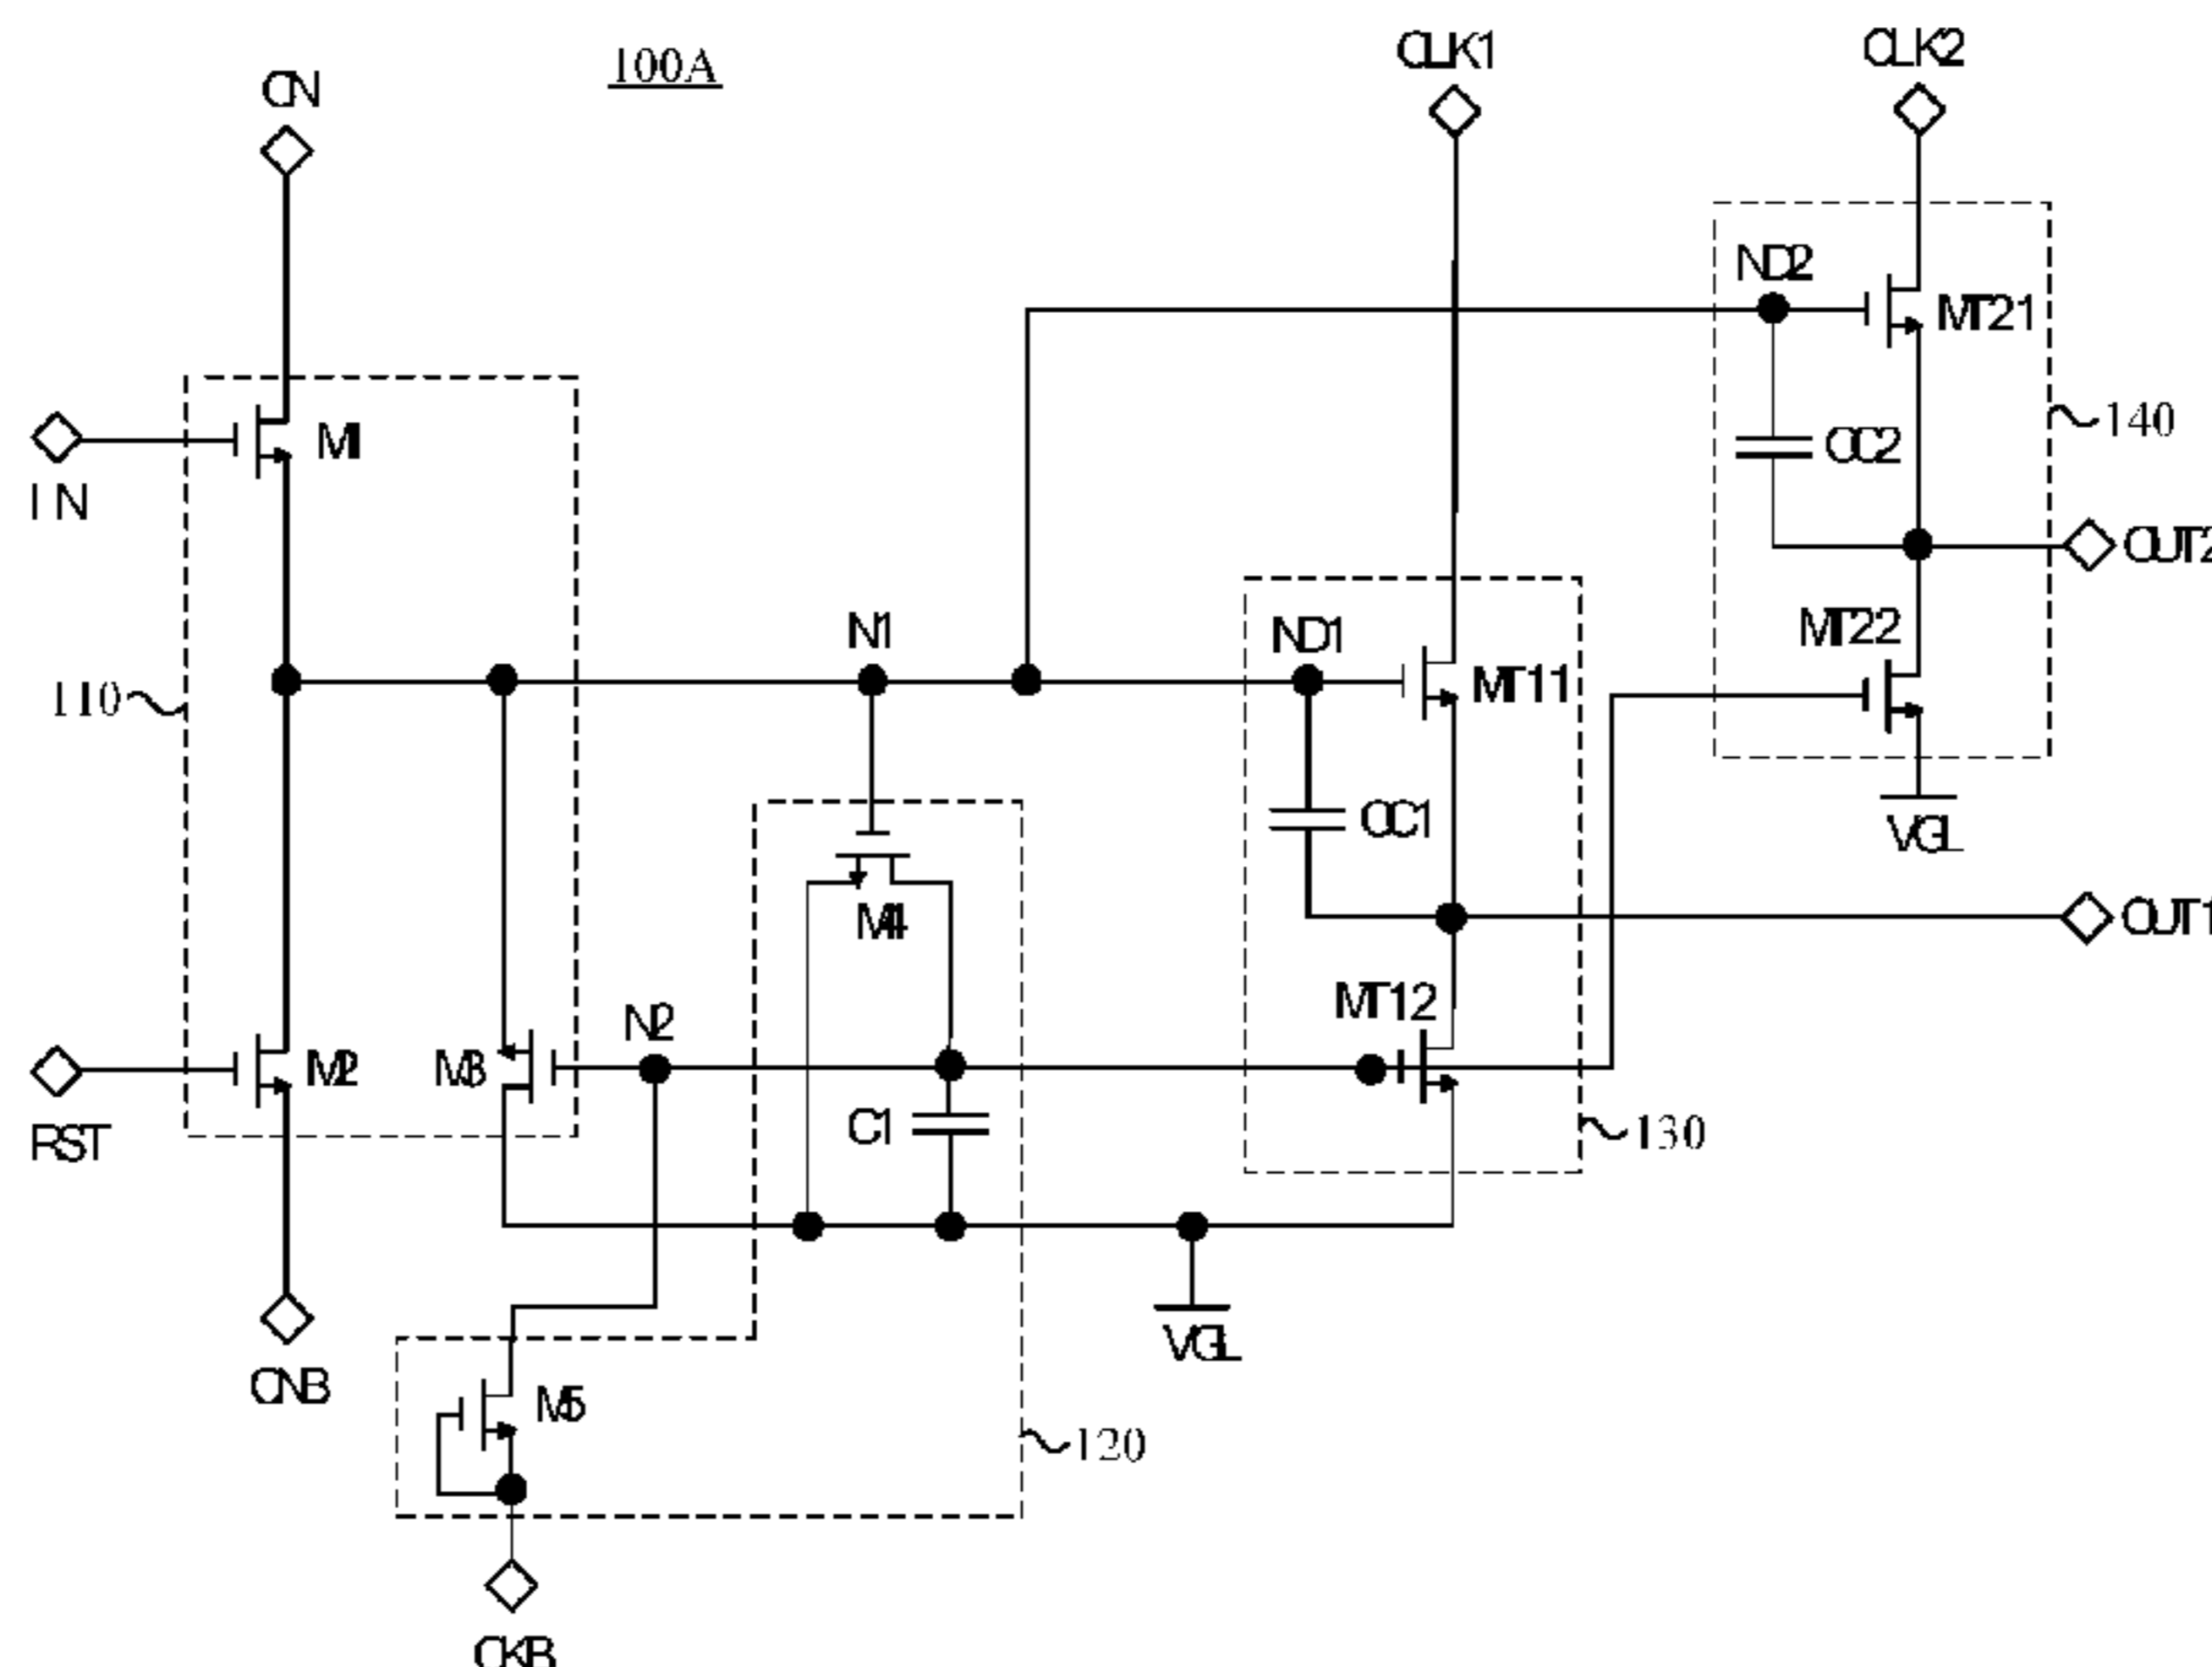 100A
CN
CLK1
CLK2
ND2
MT21
M1
IN
CC2
140
OUT2
N1
ND1
MT22
110
MT11
CC1
VGL
M4
OUT1
N2
MT12
M2
M3
C1
RST
130
VGL
CNB
M5
120
CKB